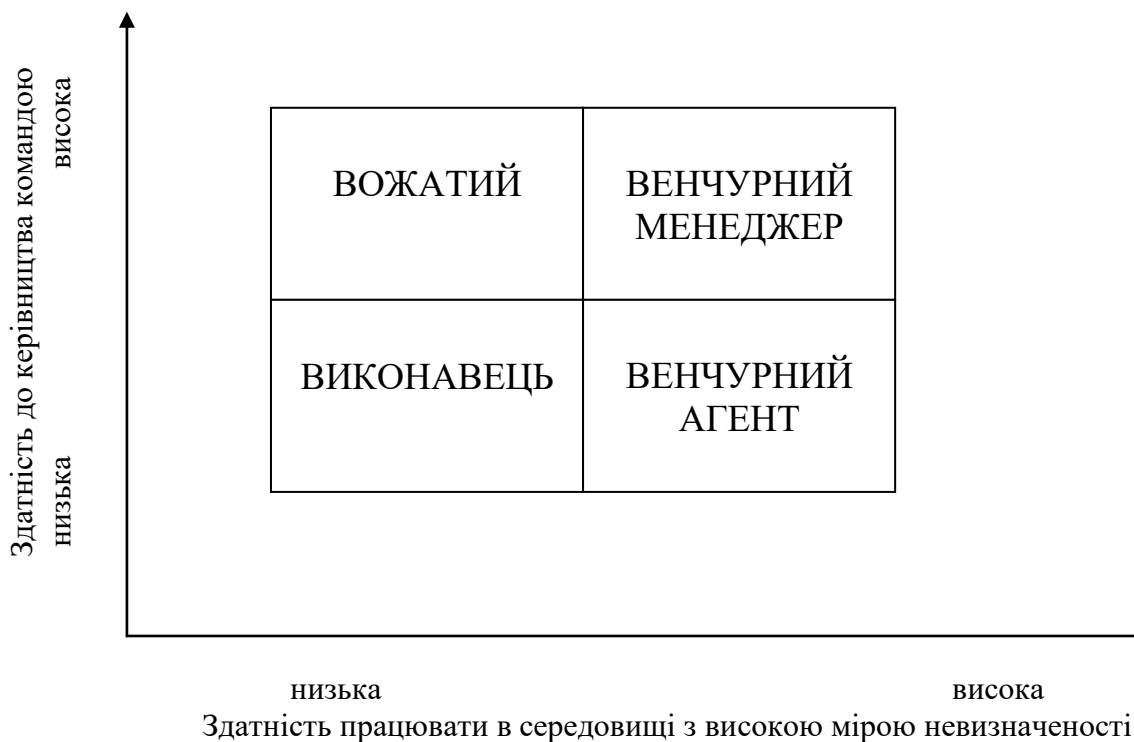 Здатність до керівництва командою
висока
низька
ВОЖАТИЙ
ВЕНЧУРНИЙ
МЕНЕДЖЕР
ВИКОНАВЕЦЬ
ВЕНЧУРНИЙ
АГЕНТ
низька
висока
Здатність працювати в середовищі з високою мірою невизначеності